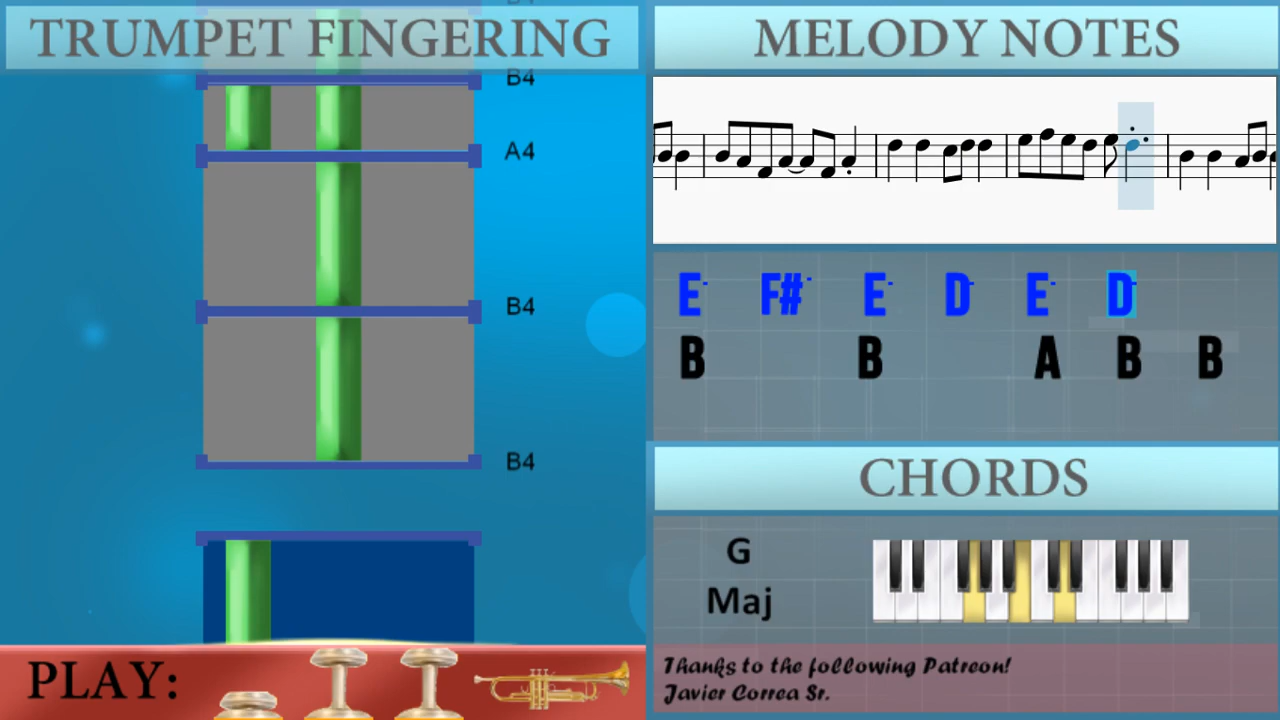 TRUMPET FINGERING
B4
A4
B4
B4
PLAY:
MELODY NOTES
E- F#- E- D- E- D-
B B A B B
CHORDS
G
Maj
Thanks to the following Patreon!
Javier Correa Sr.